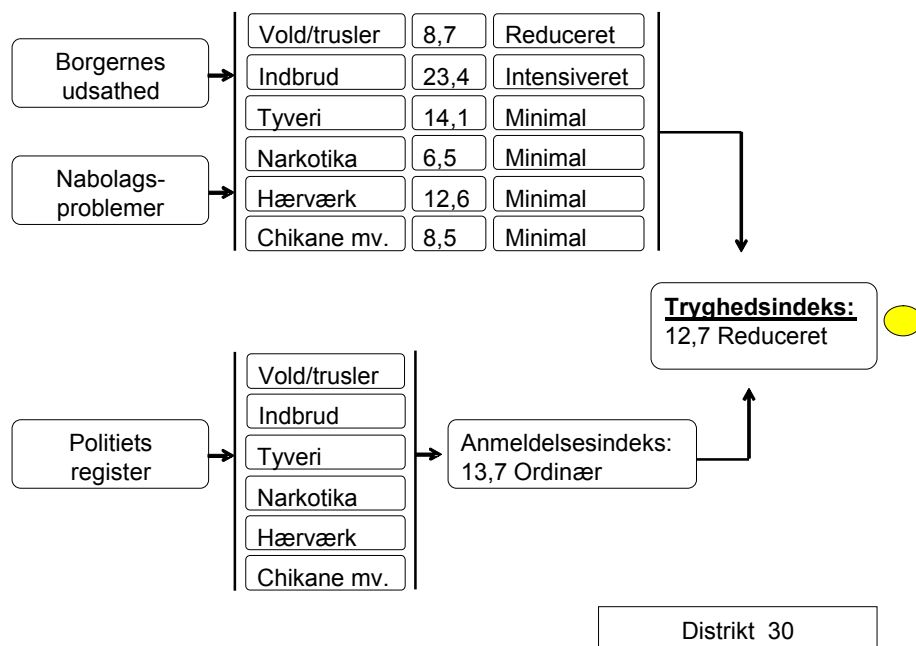 Borgernes
udsathed
Nabolags-
problemer
Vold/trusler 8,7 Reduceret
Indbrud 23,4 Intensiveret
Tyveri 14,1 Minimal
Narkotika 6,5 Minimal
Hærværk 12,6 Minimal
Chikane mv. 8,5 Minimal
Tryghedsindeks:
12,7 Reduceret
Politiets
register
Vold/trusler
Indbrud
Tyveri
Narkotika
Hærværk
Chikane mv.
Anmeldelsesindeks:
13,7 Ordinær
Distrikt 30